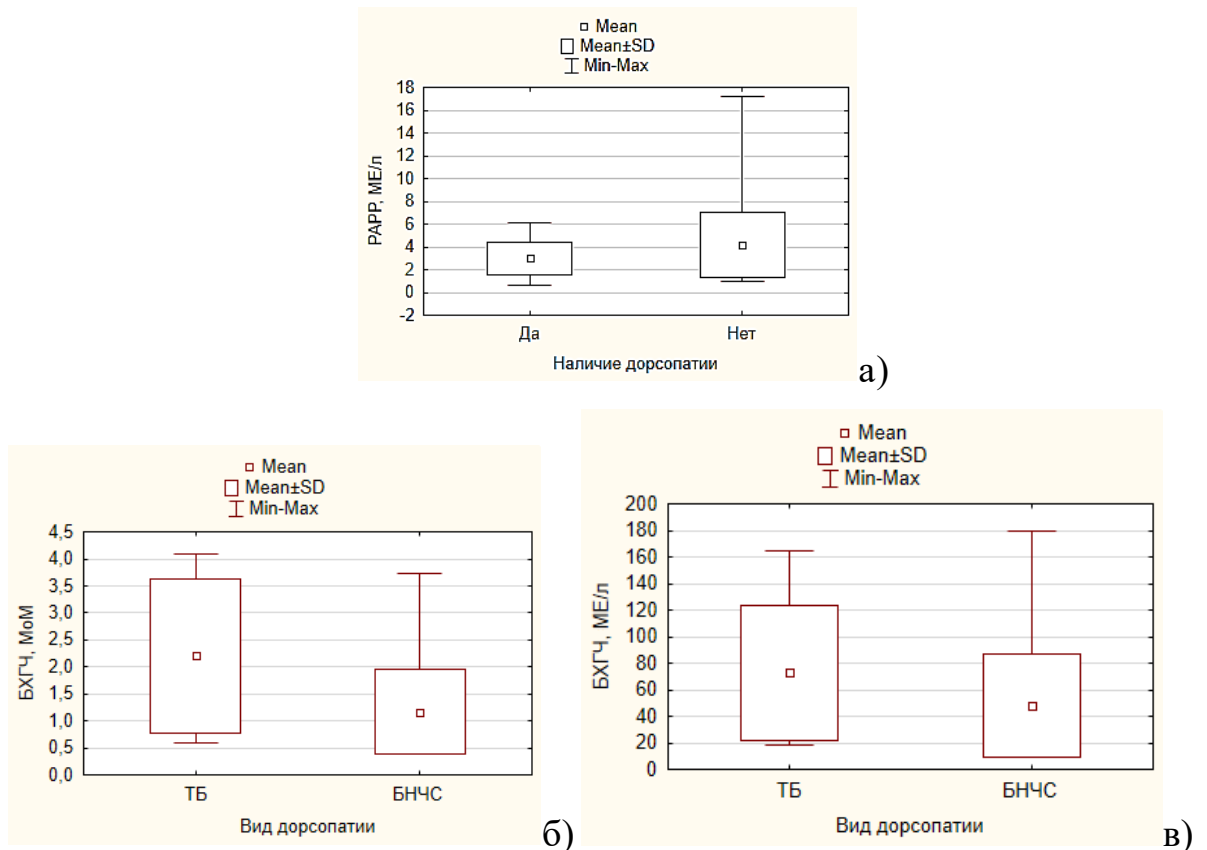 Mean
Mean±SD
Min-Max
18
16
14
12
10
8
6
4
2
0
-2
PAPP, МЕ/л
Да Нет
Наличие дорсопатии
а)
Mean
Mean±SD
Min-Max
4,5
4,0
3,5
3,0
2,5
2,0
1,5
1,0
0,5
0,0
БХГЧ, МоМ
ТБ БНЧС
Вид дорсопатии
б)
Mean
Mean±SD
Min-Max
200
180
160
140
120
100
80
60
40
20
0
БХГЧ, МЕ/л
ТБ БНЧС
Вид дорсопатии
в)